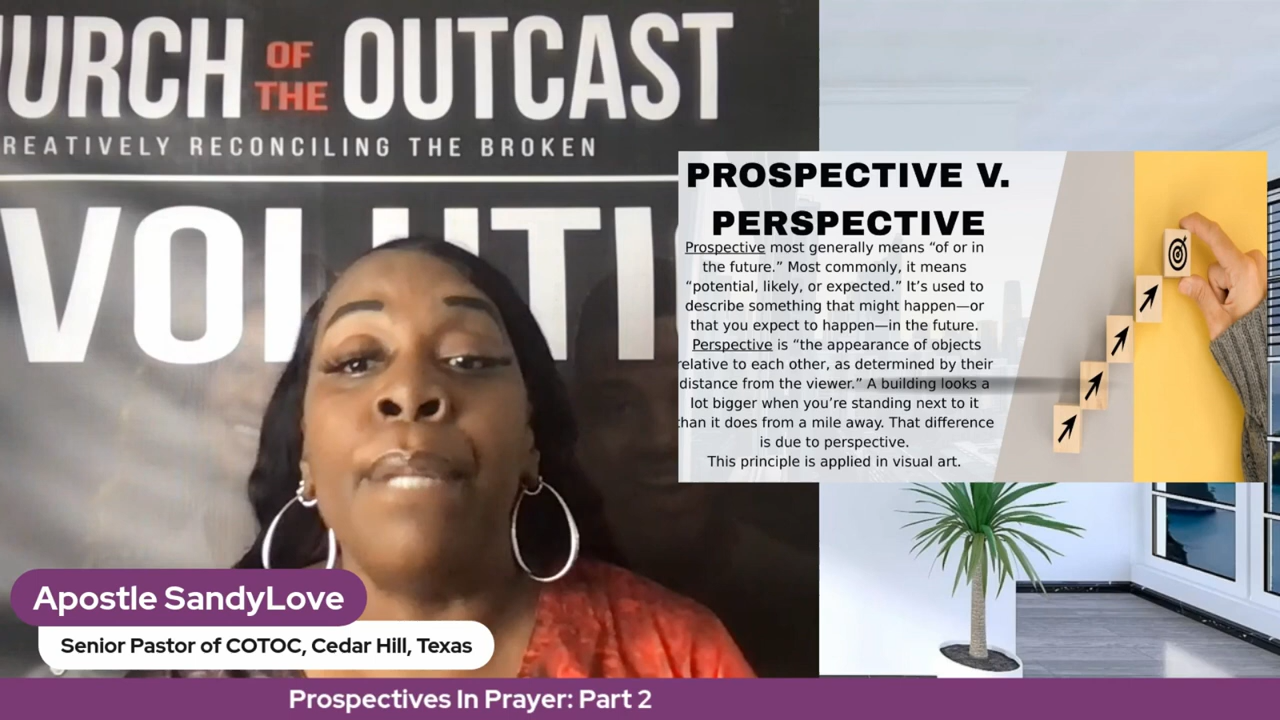 URCH OF THE OUTCAST
REATIVELY RECONCILING THE BROKEN
VOLUTI
PROSPECTIVE V.
PERSPECTIVE
Prospective most generally means “of or in
the future.” Most commonly, it means
“potential, likely, or expected.” It’s used to
describe something that might happen—or
that you expect to happen—in the future.
Perspective is “the appearance of objects
relative to each other, as determined by their
distance from the viewer.” A building looks a
lot bigger when you’re standing next to it
than it does from a mile away. That difference
is due to perspective.
This principle is applied in visual art.
Apostle SandyLove
Senior Pastor of COTOC, Cedar Hill, Texas
Prospectives In Prayer: Part 2